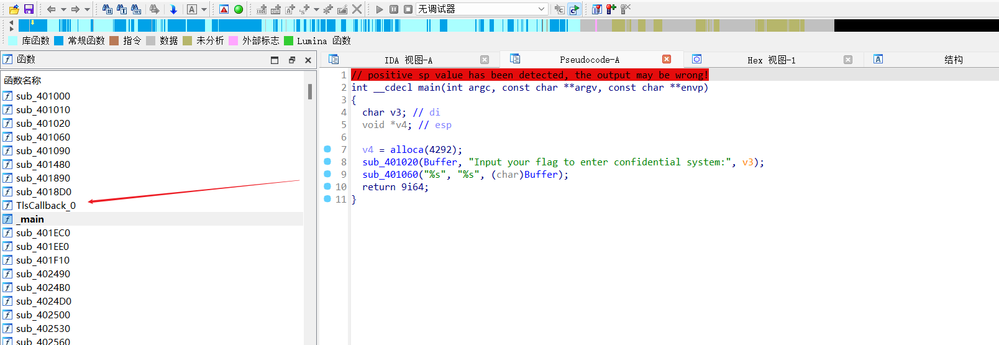 无调试器
库函数 常规函数 指令 数据 未分析 外部标志 Lumina 函数
函数
IDA 视图-A
Pseudocode-A
Hex 视图-1
结构
函数名称
sub_401000
sub_401010
sub_401020
sub_401060
sub_401090
sub_401480
sub_401890
sub_4018D0
TlsCallback_0
_main
sub_401EC0
sub_401EE0
sub_401F10
sub_402490
sub_4024B0
sub_4024D0
sub_402500
sub_402530
sub_402560
1 // positive sp value has been detected, the output may be wrong!
2 int __cdecl main(int argc, const char **argv, const char **envp)
3 {
4 char v3; // di
5 void *v4; // esp
6
7 v4 = alloca(4292);
8 sub_401020(Buffer, "Input your flag to enter confidential system:", v3);
9 sub_401060("%s", "%s", (char)Buffer);
10 return 9i64;
11 }